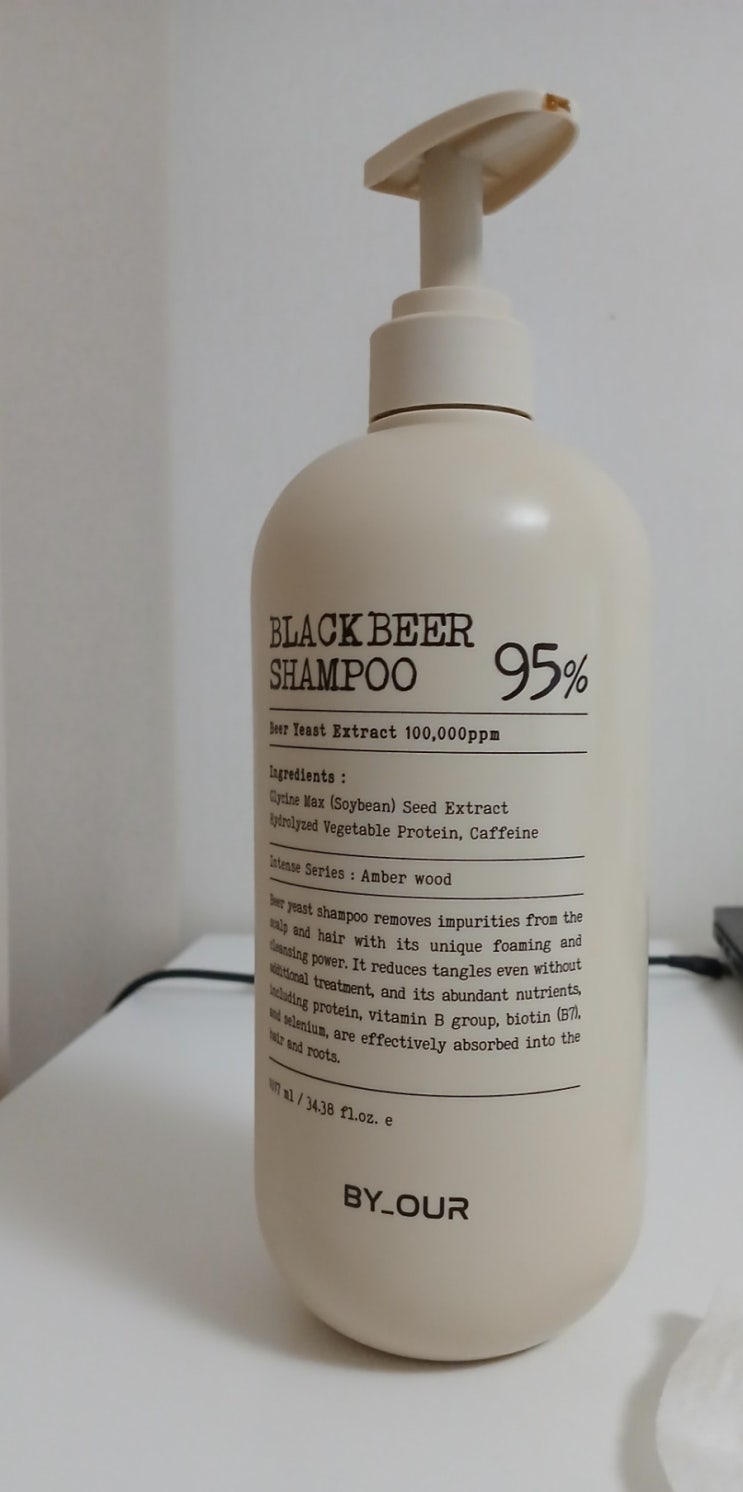 BLACK BEER
SHAMPOO
95%
Beer Yeast Extract 100,000ppm
Ingredients :
Glycine Max (Soybean) Seed Extract
Hydrolyzed Vegetable Protein, Caffeine
Intense Series : Amber wood
Beer yeast shampoo removes impurities from the
scalp and hair with its unique foaming and
cleansing power. It reduces tangles even without
additional treatment, and its abundant nutrients,
including protein, vitamin B group, biotin (B7),
and selenium, are effectively absorbed into the
hair and roots.
ml / 34.38 fl.oz. e
BY_OUR